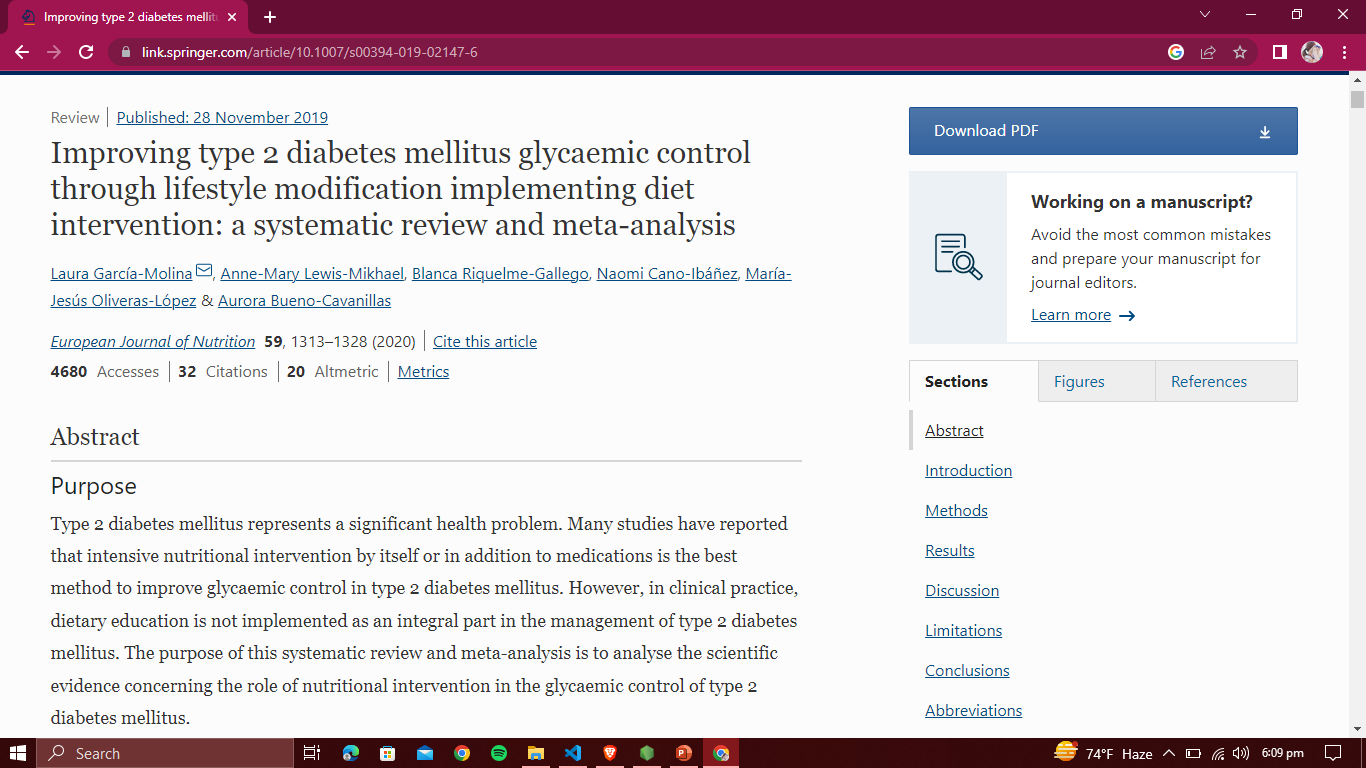 Improving type 2 diabetes mellit
link.springer.com/article/10.1007/s00394-019-02147-6
Review Published: 28 November 2019
Improving type 2 diabetes mellitus glycaemic control
through lifestyle modification implementing diet
intervention: a systematic review and meta-analysis
Laura García-Molina, Anne-Mary Lewis-Mikhael, Blanca Riquelme-Gallego, Naomi Cano-Ibáñez, María-
Jesús Oliveras-López & Aurora Bueno-Cavanillas
European Journal of Nutrition 59, 1313–1328 (2020) Cite this article
4680 Accesses 32 Citations 20 Altmetric Metrics
Abstract
Purpose
Type 2 diabetes mellitus represents a significant health problem. Many studies have reported
that intensive nutritional intervention by itself or in addition to medications is the best
method to improve glycaemic control in type 2 diabetes mellitus. However, in clinical practice,
dietary education is not implemented as an integral part in the management of type 2 diabetes
mellitus. The purpose of this systematic review and meta-analysis is to analyse the scientific
evidence concerning the role of nutritional intervention in the glycaemic control of type 2
diabetes mellitus.
Download PDF
Working on a manuscript?
Avoid the most common mistakes
and prepare your manuscript for
journal editors.
Learn more
Sections Figures References
Abstract
Introduction
Methods
Results
Discussion
Limitations
Conclusions
Abbreviations
Search
74°F Haze 6:09 pm